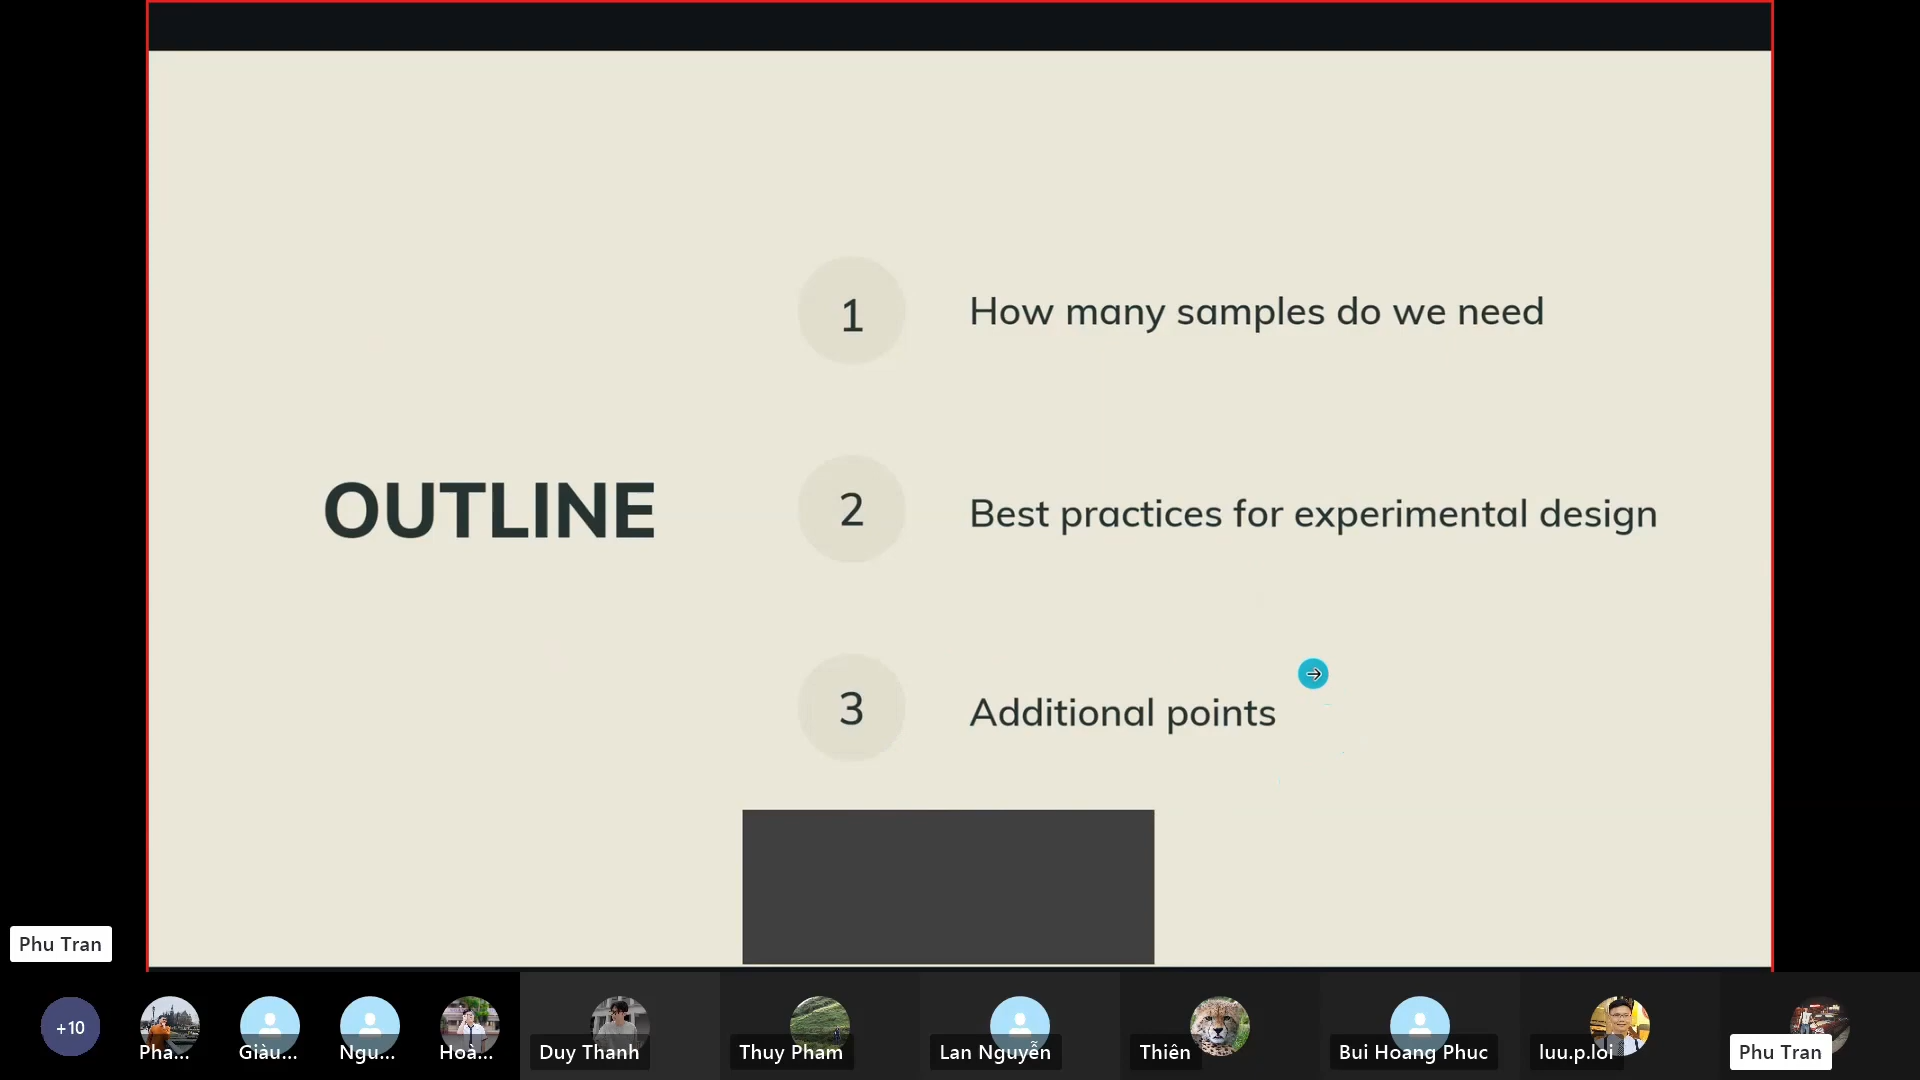 OUTLINE
1
How many samples do we need
2
Best practices for experimental design
3
Additional points
Phu Tran
+10
Pha...
Giàu...
Ngu...
Hoà...
Duy Thanh
Thuy Pham
Lan Nguyễn
Thiên
Bui Hoang Phuc
luu.p.loi
Phu Tran